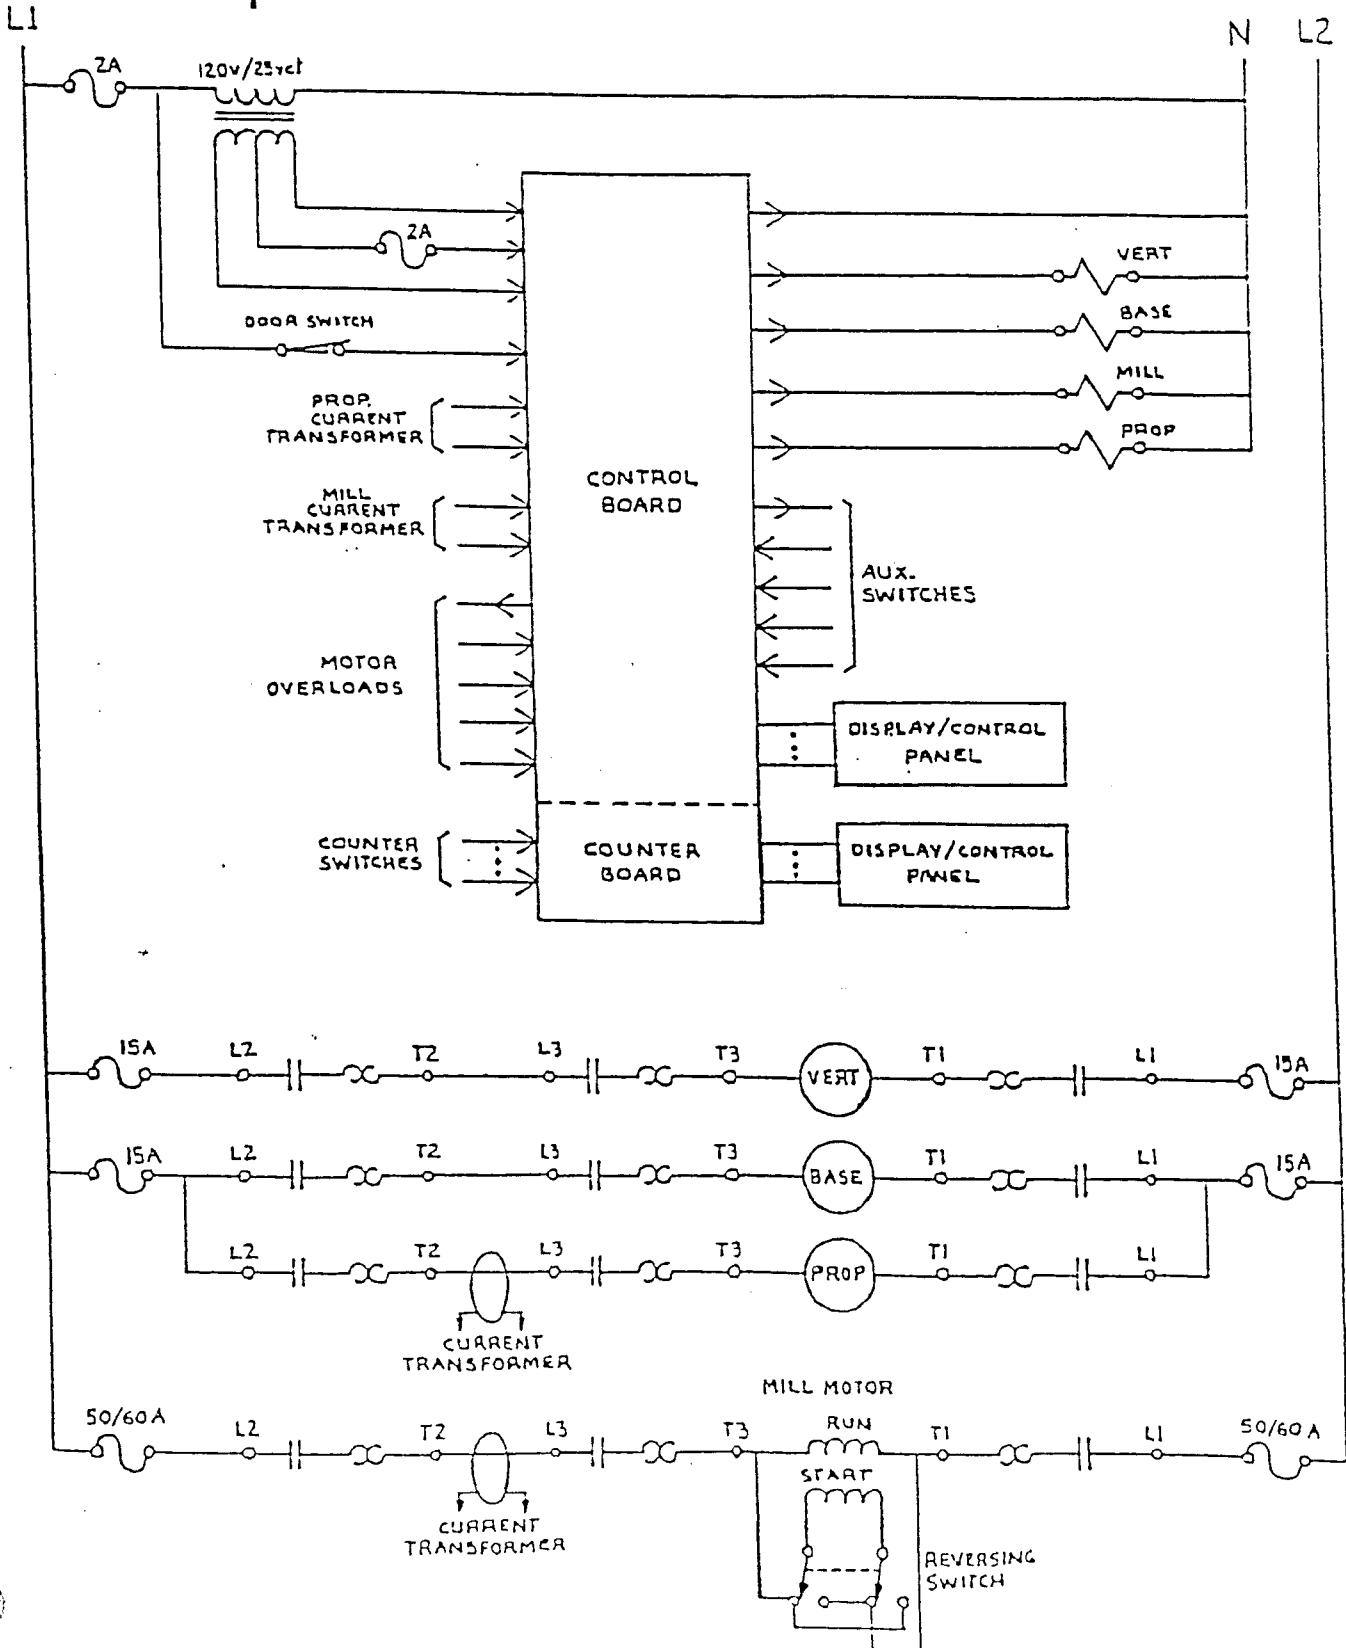 L1
N L2
2A
120v/25vct
2A
VERT
DOOR SWITCH
BASE
MILL
PROP
PROP.
CURRENT
TRANSFORMER
MILL
CURRENT
TRANSFORMER
CONTROL
BOARD
AUX.
SWITCHES
MOTOR
OVERLOADS
DISPLAY/CONTROL
PANEL
COUNTER
SWITCHES
COUNTER
BOARD
DISPLAY/CONTROL
PANEL
15A L2 T2 L3 T3 VERT T1 L1 15A
15A L2 T2 L3 T3 BASE T1 L1 15A
L2 T2 L3 T3 PROP T1 L1
CURRENT
TRANSFORMER
MILL MOTOR
50/60A L2 T2 L3 T3 RUN T1 L1 50/60A
START
CURRENT
TRANSFORMER
REVERSING
SWITCH